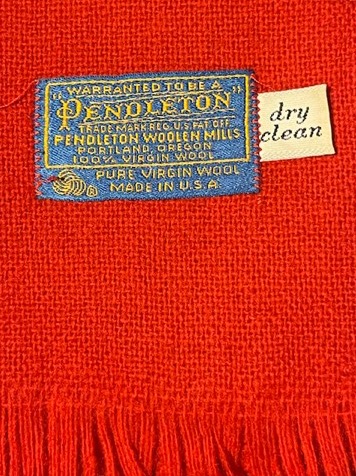 "WARRANTED TO BE A"
PENDLETON
TRADE MARK REG. U.S. PAT. OFF.
PENDLETON WOOLEN MILLS
PORTLAND, OREGON
100% VIRGIN WOOL
® PURE VIRGIN WOOL
MADE IN U.S.A.
dry
clean